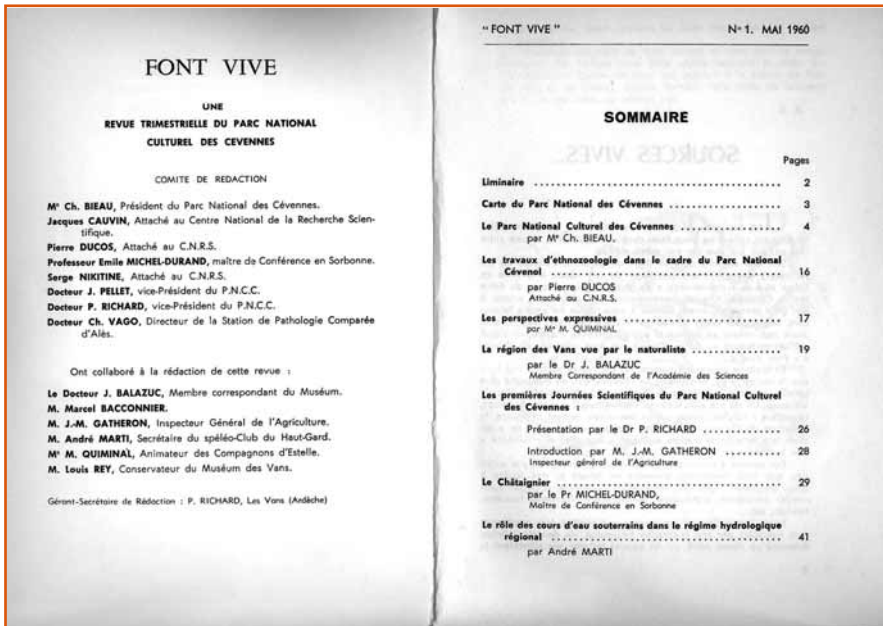 FONT VIVE
UNE
REVUE TRIMESTRIELLE DU PARC NATIONAL
CULTUREL DES CEVENNES
COMITE DE REDACTION
Me Ch. BIEAU, Président du Parc National des Cévennes.
Jacques CAUVIN, Attaché au Centre National de la Recherche Scien-
tifique.
Pierre DUCOS, Attaché au C.N.R.S.
Professeur Emile MICHEL-DURAND, maître de Conférence en Sorbonne.
Serge NIKITINE, Attaché au C.N.R.S.
Docteur J. PELLET, vice-Président du P.N.C.C.
Docteur P. RICHARD, vice-Président du P.N.C.C.
Docteur Ch. VAGO, Directeur de la Station de Pathologie Comparée
d'Alès.
Ont collaboré à la rédaction de cette revue :
Le Docteur J. BALAZUC, Membre correspondant du Muséum.
M. Marcel BACCONNIER.
M. J.-M. GATHERON, Inspecteur Général de l'Agriculture.
M. André MARTI, Secrétaire du spéléo-Club du Haut-Gard.
Me M. QUIMINAL, Animateur des Compagnons d'Estelle.
M. Louis REY, Conservateur du Muséum des Vans.
Gérant-Secrétaire de Rédaction : P. RICHARD, Les Vans (Ardèche)
"FONT VIVE" N° 1. MAI 1960
SOMMAIRE
SOURCES VIVES...
Pages
Liminaire ............ 2
Carte du Parc National des Cévennes ............ 3
Le Parc National Culturel des Cévennes ............ 4
par Me Ch. BIEAU.
Les travaux d'ethnozoologie dans le cadre du Parc National
Cévenol ............ 16
par Pierre DUCOS
Attaché au C.N.R.S.
Les perspectives expressives ............ 17
par Me M. QUIMINAL
La région des Vans vue par le naturaliste ............ 19
par le Dr J. BALAZUC
Membre Correspondant de l'Académie des Sciences
Les premières Journées Scientifiques du Parc National Culturel
des Cévennes :
Présentation par le Dr P. RICHARD ............ 26
Introduction par M. J.-M. GATHERON ............ 28
Inspecteur général de l'Agriculture
Le Châtaignier ............ 29
par le Pr MICHEL-DURAND,
Maître de Conférence en Sorbonne
Le rôle des cours d'eau souterrains dans le régime hydrologique
régional ............ 41
par André MARTI